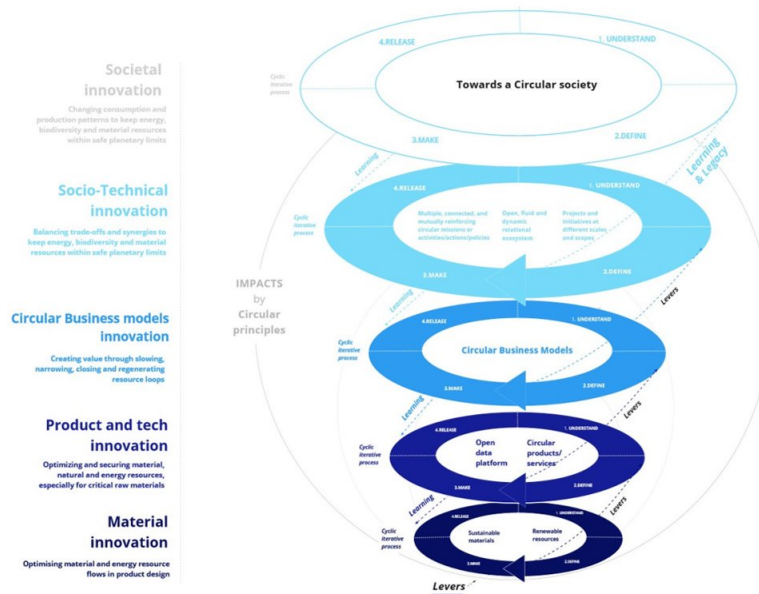 Societal
innovation
Changing consumption and
production patterns to keep energy,
biodiversity and material resources
within safe planetary limits
Socio-Technical
innovation
Balancing trade-offs and synergies to
keep energy, biodiversity and material
resources within safe planetary limits
Circular Business models
innovation
Creating value through slowing,
narrowing, closing and regenerating
resource loops
Product and tech
innovation
Optimizing and securing material,
natural and energy resources,
especially for critical raw materials
Material
innovation
Optimising material and energy resource
flows in product design
IMPACTS
by
Circular
principles
4.RELEASE
1. UNDERSTAND
Cyclic
iterative
process
Towards a Circular society
3.MAKE
2.DEFINE
Learning
Learning
& Legacy
4.RELEASE
1. UNDERSTAND
Cyclic
iterative
process
Multiple, connected, and
mutually reinforcing
circular missions or
activities/actions/policies
Open, fluid and
dynamic
relational
ecosystem
Projects and
initiatives at
different scales
and scopes
3.MAKE
2.DEFINE
Learning
Levers
4.RELEASE
1. UNDERSTAND
Cyclic
iterative
process
Circular Business Models
3.MAKE
2.DEFINE
Learning
Levers
4.RELEASE
1. UNDERSTAND
Cyclic
iterative
process
Open
data
platform
Circular
products/
services
3.MAKE
2.DEFINE
Learning
Levers
4.RELEASE
1. UNDERSTAND
Cyclic
iterative
process
Sustainable
materials
Renewable
resources
3.MAKE
2.DEFINE
Levers